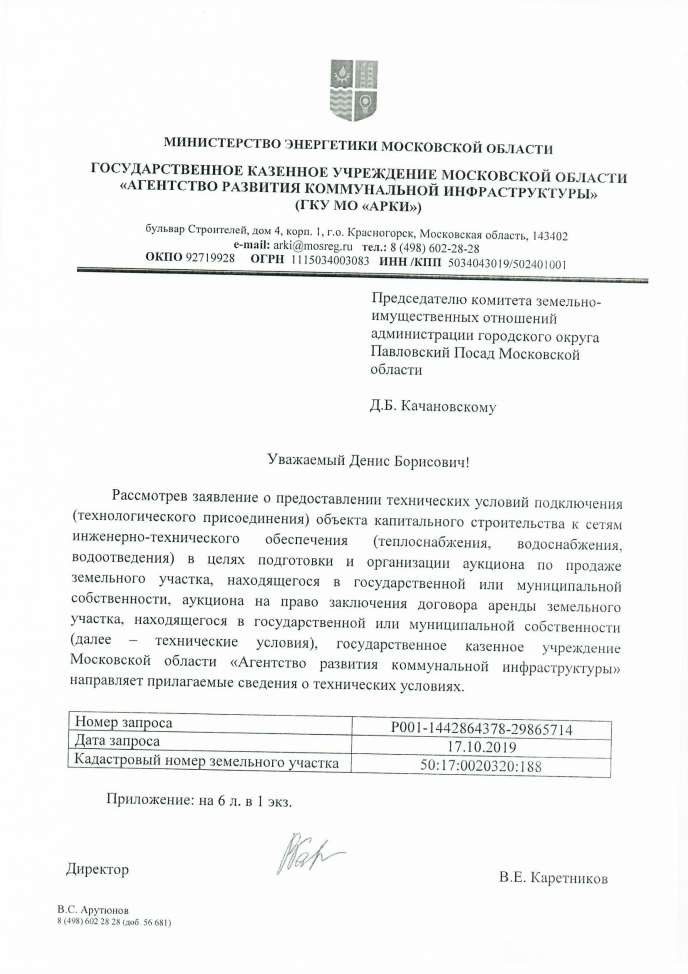 МИНИСТЕРСТВО ЭНЕРГЕТИКИ МОСКОВСКОЙ ОБЛАСТИ
ГОСУДАРСТВЕННОЕ КАЗЕННОЕ УЧРЕЖДЕНИЕ МОСКОВСКОЙ ОБЛАСТИ
«АГЕНТСТВО РАЗВИТИЯ КОММУНАЛЬНОЙ ИНФРАСТРУКТУРЫ»
(ГКУ МО «АРКИ»)
бульвар Строителей, дом 4, корп. 1, г.о. Красногорск, Московская область, 143402
e-mail: arki@mosreg.ru тел.: 8 (498) 602-28-28
ОКПО 92719928 ОГРН 1115034003083 ИНН /КПП 5034043019/502401001
Председателю комитета земельно-
имущественных отношений
администрации городского округа
Павловский Посад Московской
области
Д.Б. Качановскому
Уважаемый Денис Борисович!
Рассмотрев заявление о предоставлении технических условий подключения
(технологического присоединения) объекта капитального строительства к сетям
инженерно-технического обеспечения (теплоснабжения, водоснабжения,
водоотведения) в целях подготовки и организации аукциона по продаже
земельного участка, находящегося в государственной или муниципальной
собственности, аукциона на право заключения договора аренды земельного
участка, находящегося в государственной или муниципальной собственности
(далее – технические условия), государственное казенное учреждение
Московской области «Агентство развития коммунальной инфраструктуры»
направляет прилагаемые сведения о технических условиях.
Номер запроса P001-1442864378-29865714
Дата запроса 17.10.2019
Кадастровый номер земельного участка 50:17:0020320:188
Приложение: на 6 л. в 1 экз.
Директор
В.Е. Каретников
В.С. Арутюнов
8 (498) 602 28 28 (доб. 56 681)